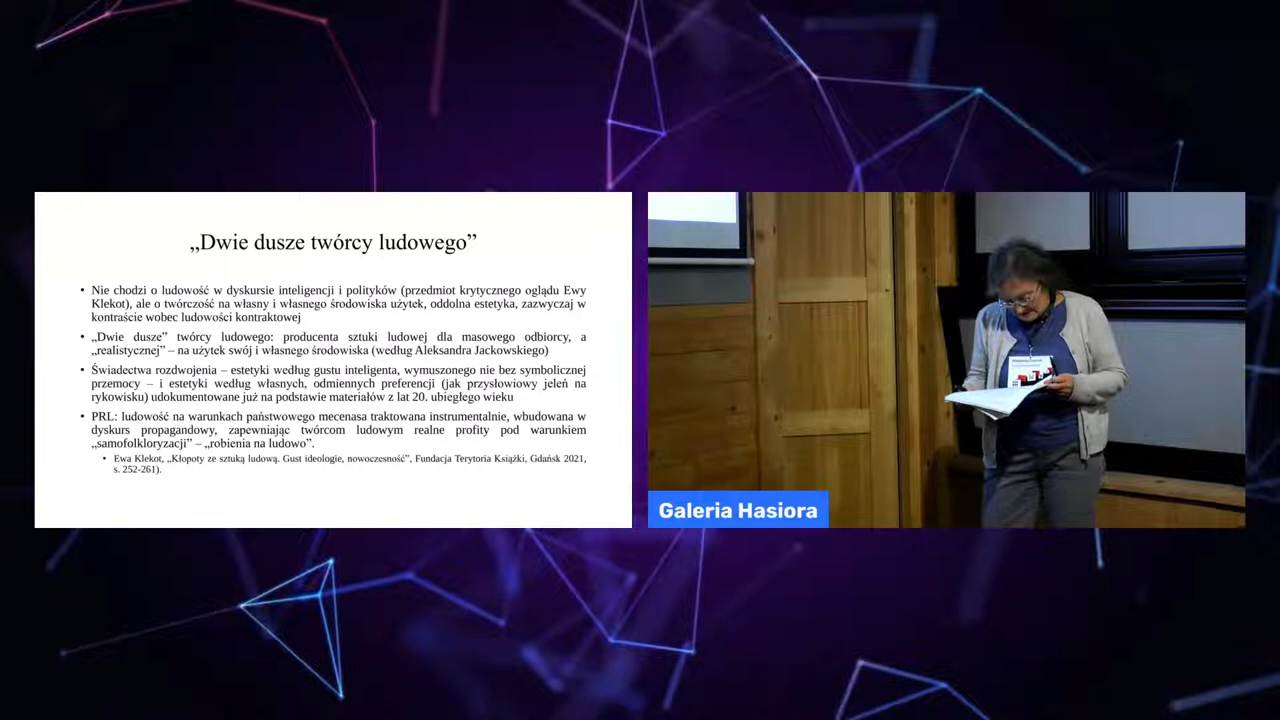 „Dwie dusze twórcy ludowego”
• Nie chodzi o ludowość w dyskursie inteligencji i polityków (przedmiot krytycznego oglądu Ewy
Klekot), ale o twórczość na własny i własnego środowiska użytek, oddolna estetyka, zazwyczaj w
kontraście wobec ludowości kontraktowej
• „Dwie dusze” twórcy ludowego: producenta sztuki ludowej dla masowego odbiorcy, a
„realistycznej” – na użytek swój i własnego środowiska (według Aleksandra Jackowskiego)
• Świadectwa rozdwojenia – estetyki według gustu inteligenta, wymuszonego nie bez symbolicznej
przemocy – i estetyki według własnych, odmiennych preferencji (jak przysłowiowy jeleń na
rykowisku) udokumentowane już na podstawie materiałów z lat 20. ubiegłego wieku
• PRL: ludowość na warunkach państwowego mecenasa traktowana instrumentalnie, wbudowana w
dyskurs propagandowy, zapewniając twórcom ludowym realne profity pod warunkiem
„samofolkloryzacji” – „robienia na ludowo”.
• Ewa Klekot, „Kłopoty ze sztuką ludową. Gust ideologie, nowoczesność”, Fundacja Terytoria Książki, Gdańsk 2021,
s. 252-261).
Galeria Hasiora